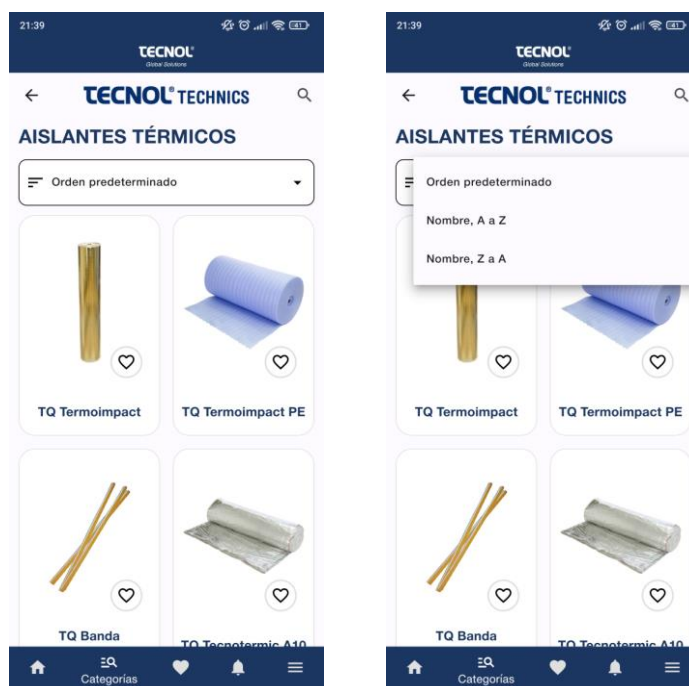 21:39
41
TECNOL®
Global Solutions
TECNOL® TECHNICS
AISLANTES TÉRMICOS
Orden predeterminado
TQ Termoimpact
TQ Termoimpact PE
TQ Banda
TQ Tecnotermic A10
Categorías
21:39
41
TECNOL®
Global Solutions
TECNOL® TECHNICS
AISLANTES TÉRMICOS
Orden predeterminado
Nombre, A a Z
Nombre, Z a A
TQ Termoimpact
TQ Termoimpact PE
TQ Banda
TQ Tecnotermic A10
Categorías